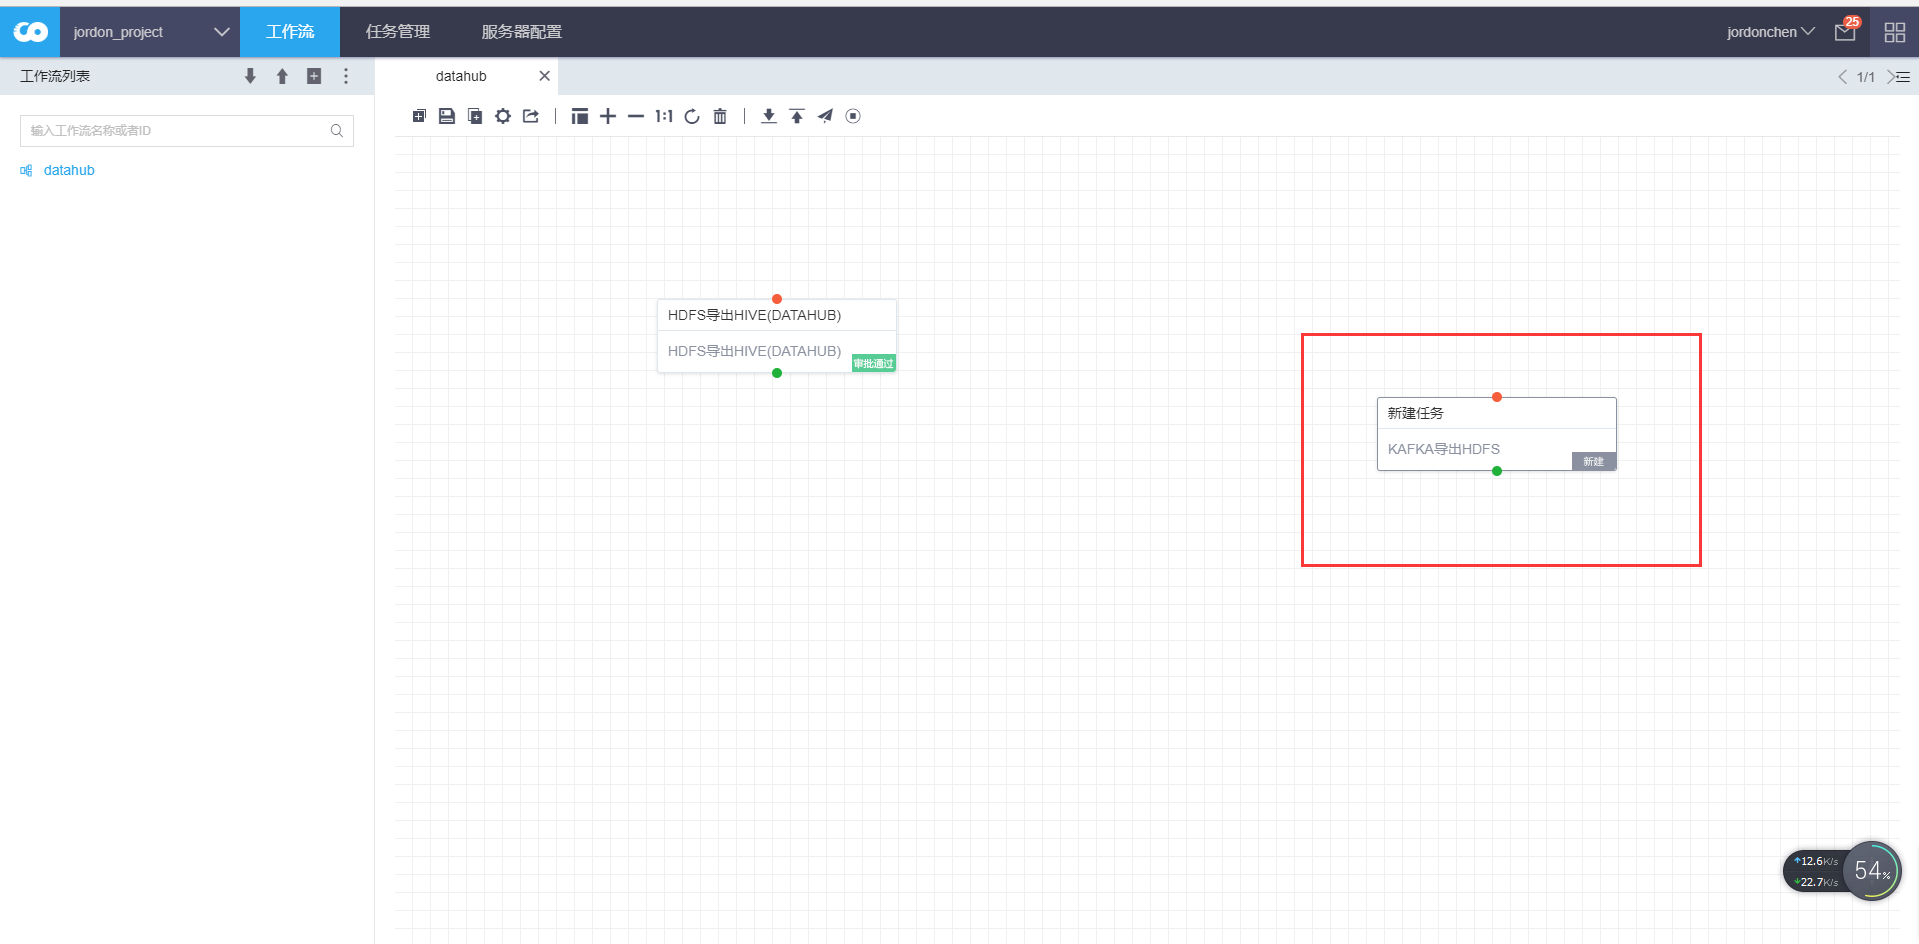 jordon_project
工作流
任务管理
服务器配置
jordonchen
25
工作流列表
datahub
1/1
输入工作流名称或者ID
1:1
datahub
HDFS导出HIVE(DATAHUB)
HDFS导出HIVE(DATAHUB)
审批通过
新建任务
KAFKA导出HDFS
新建
12.6K/s
22.7K/s
54%